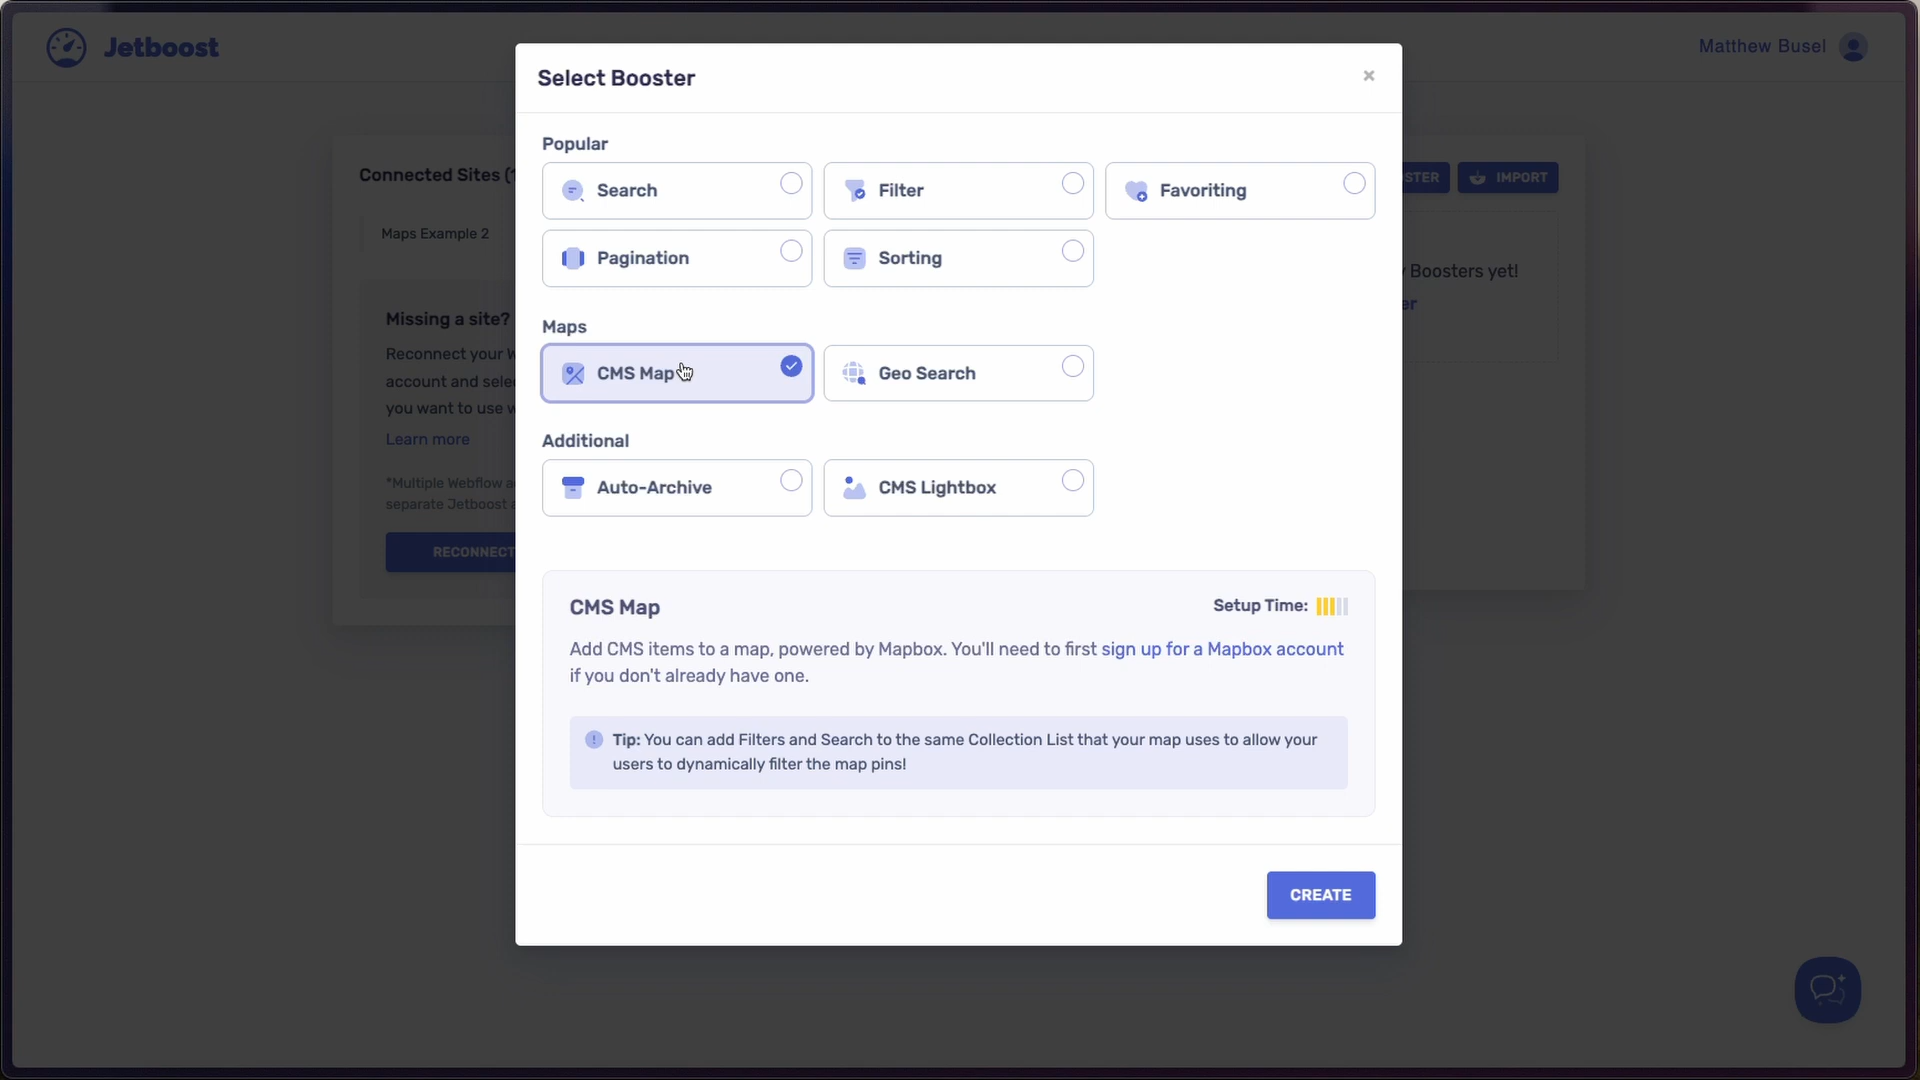 Jetboost
Matthew Busel
Select Booster
Popular
Search
Filter
Favoriting
Pagination
Sorting
Maps
CMS Map
Geo Search
Additional
Auto-Archive
CMS Lightbox
CMS Map
Setup Time:
Add CMS items to a map, powered by Mapbox. You'll need to first sign up for a Mapbox account
if you don't already have one.
Tip: You can add Filters and Search to the same Collection List that your map uses to allow your
users to dynamically filter the map pins!
CREATE
Connected Sites (
Maps Example 2
Missing a site?
Reconnect your W
account and selec
you want to use w
Learn more
*Multiple Webflow a
separate Jetboost a
RECONNECT
STER
IMPORT
Boosters yet!
er